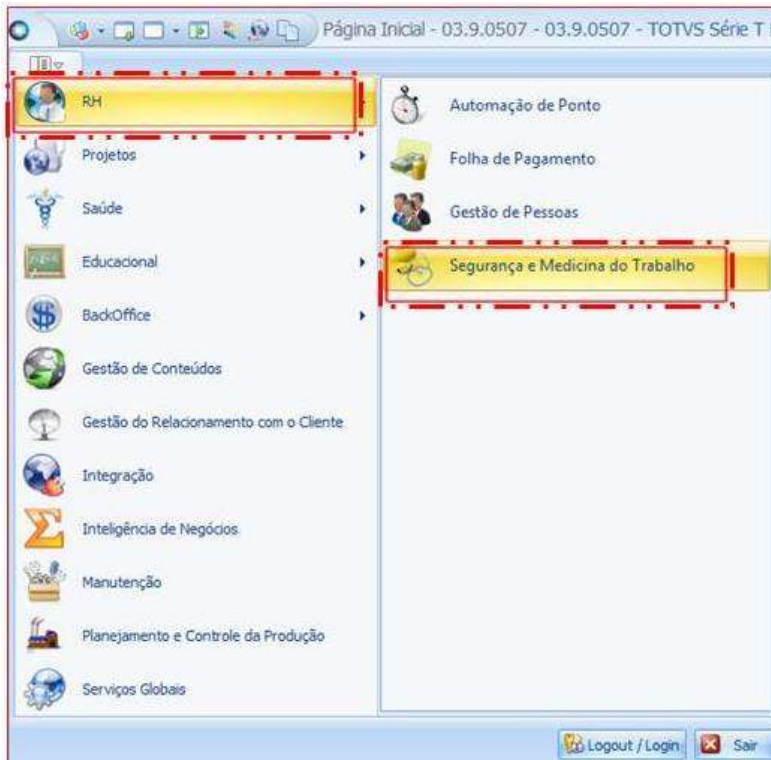 Página Inicial - 03.9.0507 - 03.9.0507 - TOTVS Série T
RH
Projetos
Saúde
Educacional
BackOffice
Gestão de Conteúdos
Gestão do Relacionamento com o Cliente
Integração
Inteligência de Negócios
Manutenção
Planejamento e Controle da Produção
Serviços Globais
Automação de Ponto
Folha de Pagamento
Gestão de Pessoas
Segurança e Medicina do Trabalho
Logout / Login
Sair